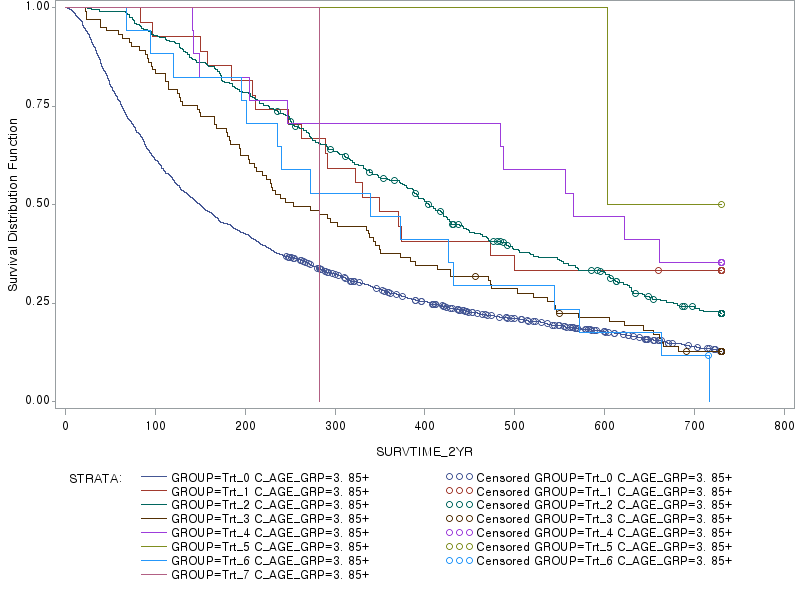 1.00
0.75
0.50
0.25
0.00
Survival Distribution Function
0 100 200 300 400 500 600 700 800
SURVTIME_2YR
STRATA:
GROUP=Trt_0 C_AGE_GRP=3. 85+ Censored GROUP=Trt_0 C_AGE_GRP=3. 85+
GROUP=Trt_1 C_AGE_GRP=3. 85+ Censored GROUP=Trt_1 C_AGE_GRP=3. 85+
GROUP=Trt_2 C_AGE_GRP=3. 85+ Censored GROUP=Trt_2 C_AGE_GRP=3. 85+
GROUP=Trt_3 C_AGE_GRP=3. 85+ Censored GROUP=Trt_3 C_AGE_GRP=3. 85+
GROUP=Trt_4 C_AGE_GRP=3. 85+ Censored GROUP=Trt_4 C_AGE_GRP=3. 85+
GROUP=Trt_5 C_AGE_GRP=3. 85+ Censored GROUP=Trt_5 C_AGE_GRP=3. 85+
GROUP=Trt_6 C_AGE_GRP=3. 85+ Censored GROUP=Trt_6 C_AGE_GRP=3. 85+
GROUP=Trt_7 C_AGE_GRP=3. 85+